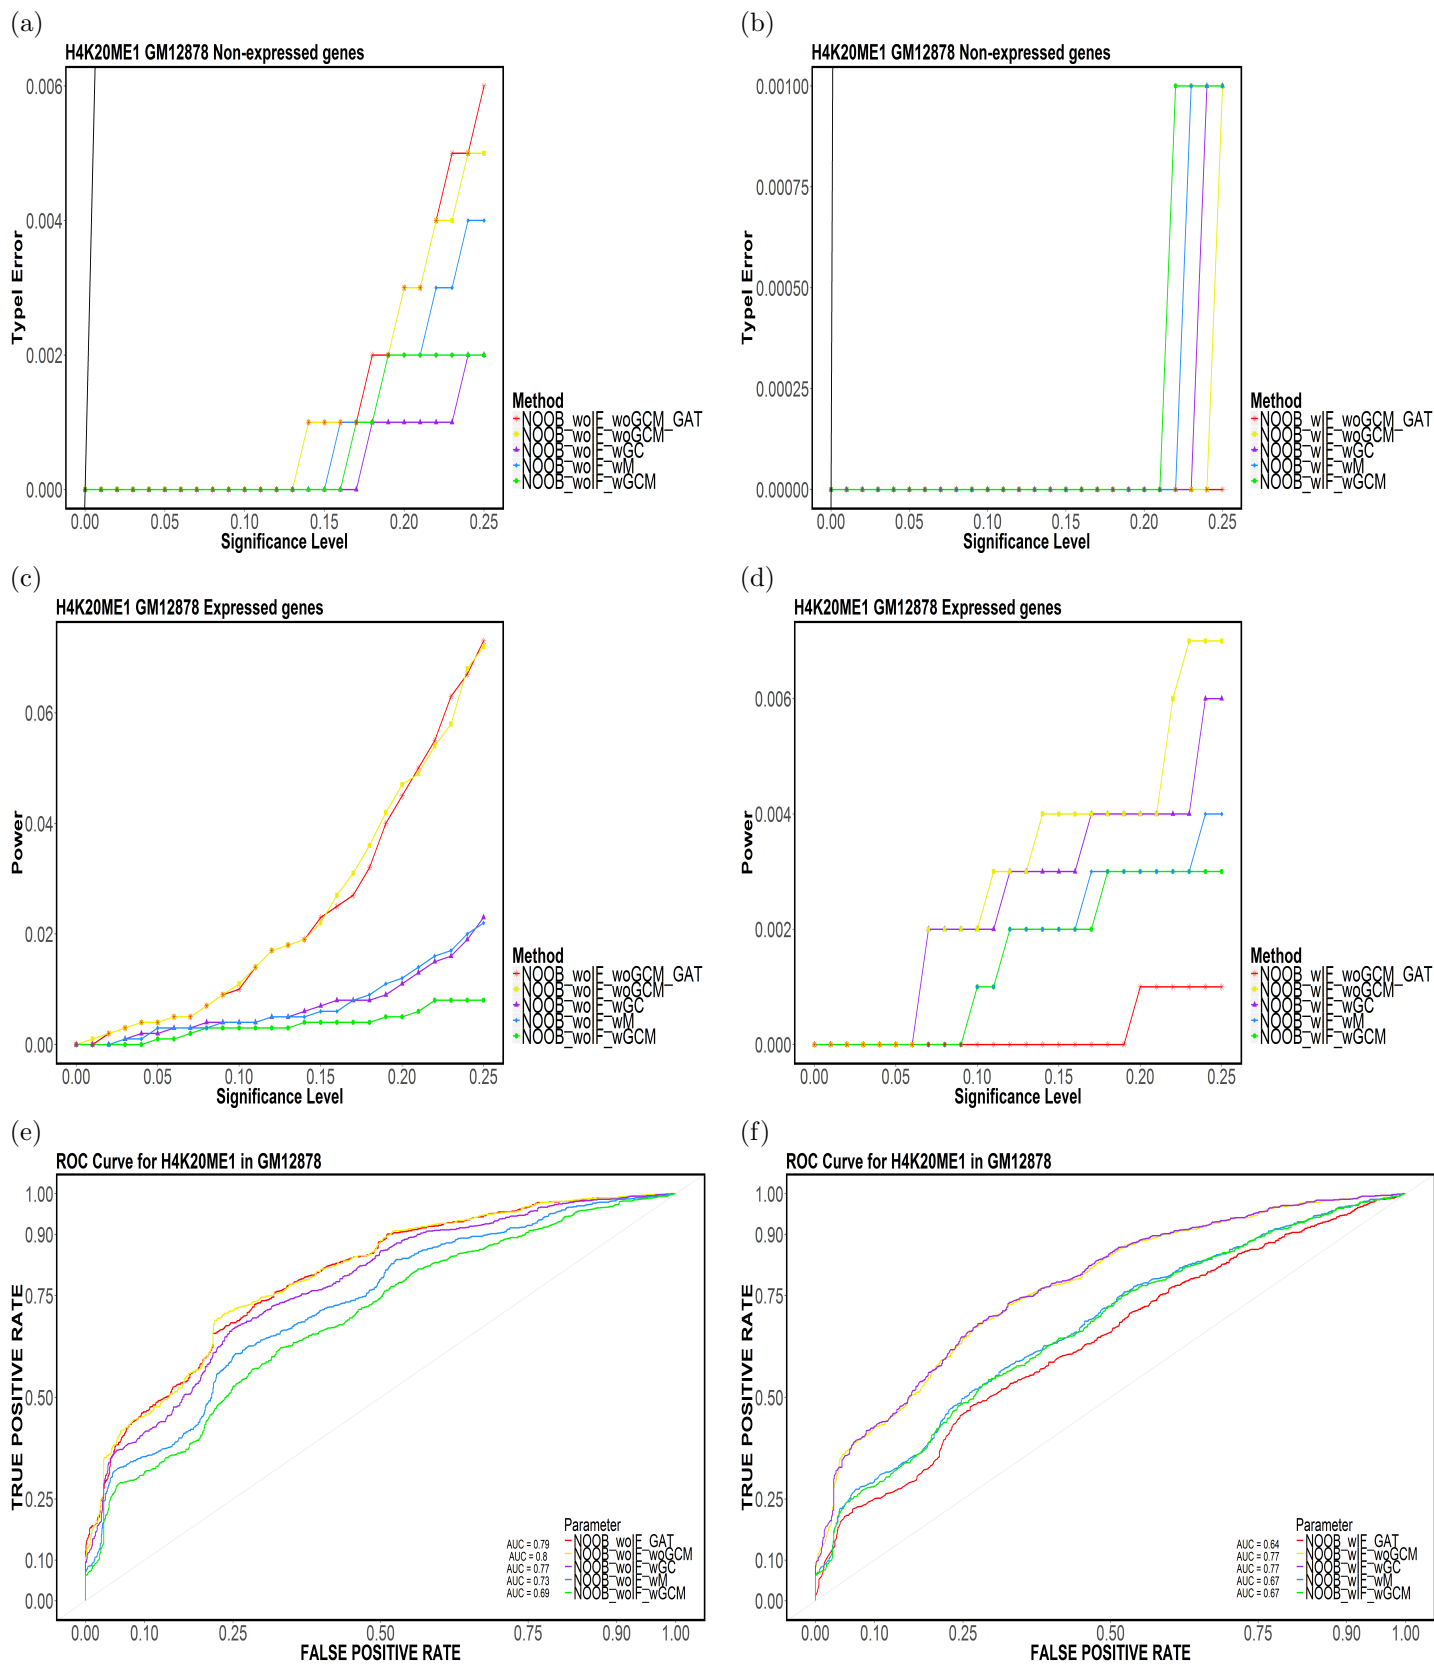 (a)
H4K20ME1 GM12878 Non-expressed genes
0.006
0.004
0.002
0.000
TypeI Error
0.00 0.05 0.10 0.15 0.20 0.25
Significance Level
Method
NOOB_woIF_woGCM_GAT
NOOB_woIF_woGCM
NOOB_woIF_wGC
NOOB_woIF_wM
NOOB_woIF_wGCM
(b)
H4K20ME1 GM12878 Non-expressed genes
0.00100
0.00075
0.00050
0.00025
0.00000
TypeI Error
0.00 0.05 0.10 0.15 0.20 0.25
Significance Level
Method
NOOB_wIF_woGCM_GAT
NOOB_wIF_woGCM
NOOB_wIF_wGC
NOOB_wIF_wM
NOOB_wIF_wGCM
(c)
H4K20ME1 GM12878 Expressed genes
0.06
0.04
0.02
0.00
Power
0.00 0.05 0.10 0.15 0.20 0.25
Significance Level
Method
NOOB_woIF_woGCM_GAT
NOOB_woIF_woGCM
NOOB_woIF_wGC
NOOB_woIF_wM
NOOB_woIF_wGCM
(d)
H4K20ME1 GM12878 Expressed genes
0.006
0.004
0.002
0.000
Power
0.00 0.05 0.10 0.15 0.20 0.25
Significance Level
Method
NOOB_wIF_woGCM_GAT
NOOB_wIF_woGCM
NOOB_wIF_wGC
NOOB_wIF_wM
NOOB_wIF_wGCM
(e)
ROC Curve for H4K20ME1 in GM12878
1.00
0.90
0.75
0.50
0.25
0.10
0.00
TRUE POSITIVE RATE
Parameter
AUC = 0.79 NOOB_woIF_GAT
AUC = 0.8 NOOB_woIF_woGCM
AUC = 0.77 NOOB_woIF_wGC
AUC = 0.73 NOOB_woIF_wM
AUC = 0.69 NOOB_woIF_wGCM
0.00 0.10 0.25 0.50 0.75 0.90 1.00
FALSE POSITIVE RATE
(f)
ROC Curve for H4K20ME1 in GM12878
1.00
0.90
0.75
0.50
0.25
0.10
0.00
TRUE POSITIVE RATE
Parameter
AUC = 0.64 NOOB_wIF_GAT
AUC = 0.77 NOOB_wIF_woGCM
AUC = 0.77 NOOB_wIF_wGC
AUC = 0.67 NOOB_wIF_wM
AUC = 0.67 NOOB_wIF_wGCM
0.00 0.10 0.25 0.50 0.75 0.90 1.00
FALSE POSITIVE RATE